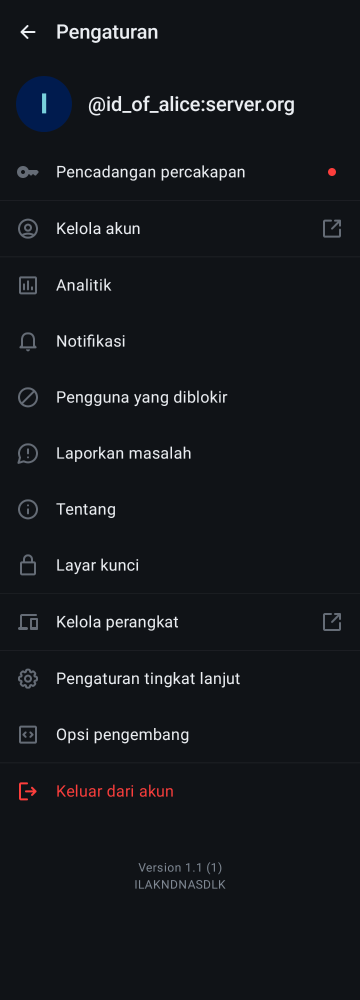 Pengaturan
I
@id_of_alice:server.org
Pencadangan percakapan
Kelola akun
Analitik
Notifikasi
Pengguna yang diblokir
Laporkan masalah
Tentang
Layar kunci
Kelola perangkat
Pengaturan tingkat lanjut
Opsi pengembang
Keluar dari akun
Version 1.1 (1)
ILAKNDNASDLK